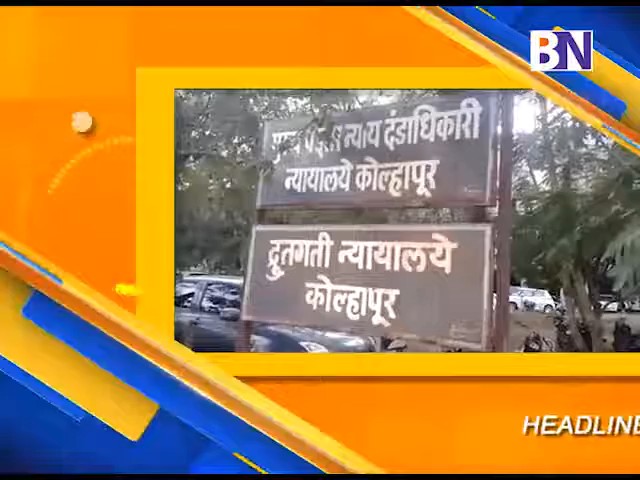 BN
न्याय दंडाधिकारी
न्यायालये कोल्हापूर
द्रुतगती न्यायालये
कोल्हापूर
HEADLINE